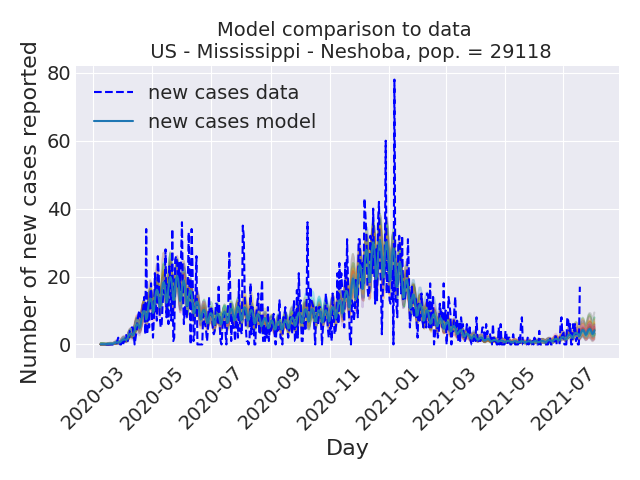 Model comparison to data
US - Mississippi - Neshoba, pop. = 29118
Number of new cases reported
80
60
40
20
0
new cases data
new cases model
2020-03
2020-05
2020-07
2020-09
2020-11
2021-01
2021-03
2021-05
2021-07
Day